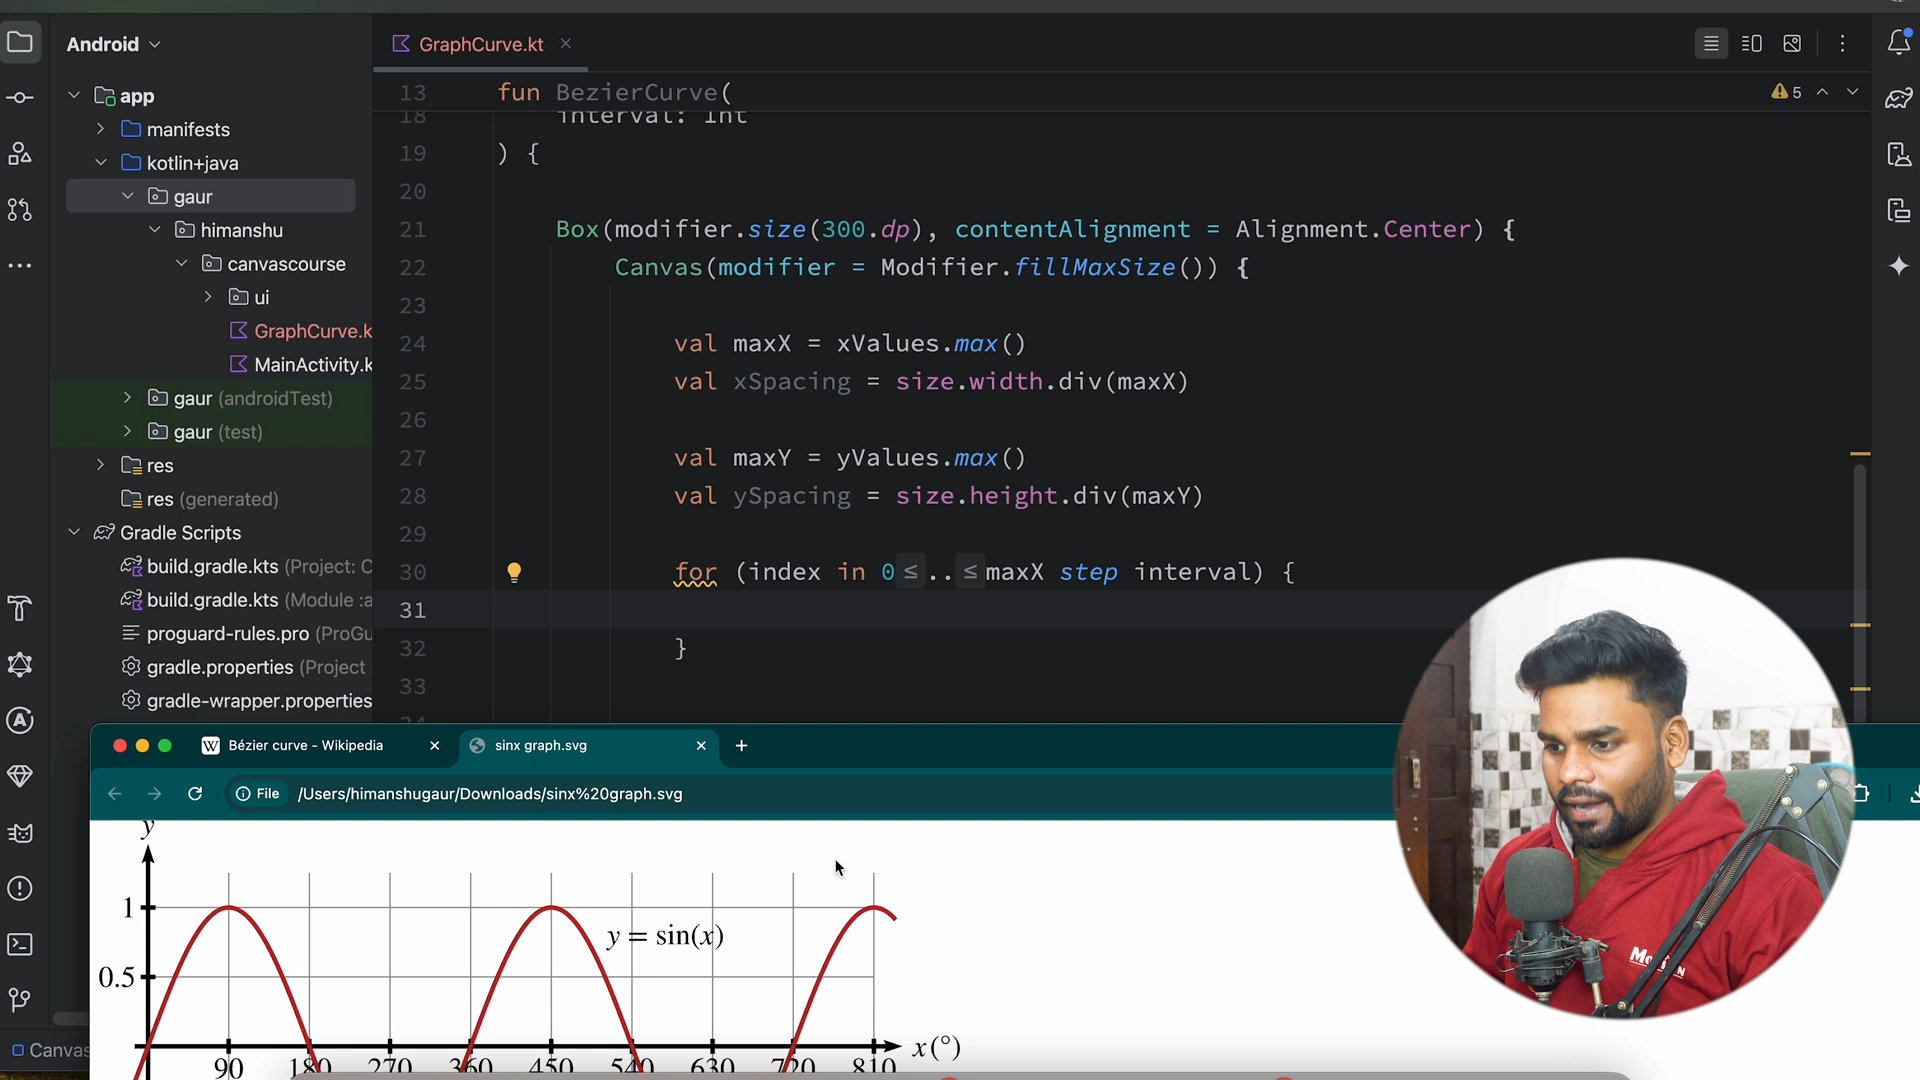 Android
GraphCurve.kt
app
manifests
kotlin+java
gaur
himanshu
canvascourse
ui
GraphCurve.k
MainActivity.k
gaur (androidTest)
gaur (test)
res
res (generated)
Gradle Scripts
build.gradle.kts (Project: C
build.gradle.kts (Module :a
proguard-rules.pro (ProGu
gradle.properties (Project
gradle-wrapper.properties
Canvas
5
13 fun BezierCurve(
18 interval: Int
19 ) {
20
21 Box(modifier.size(300.dp), contentAlignment = Alignment.Center) {
22 Canvas(modifier = Modifier.fillMaxSize()) {
23
24 val maxX = xValues.max()
25 val xSpacing = size.width.div(maxX)
26
27 val maxY = yValues.max()
28 val ySpacing = size.height.div(maxY)
29
30 for (index in 0 ≤ .. ≤ maxX step interval) {
31
32 }
33
W Bézier curve - Wikipedia
sinx graph.svg
File /Users/himanshugaur/Downloads/sinx%20graph.svg
y
1
y = sin(x)
0.5
x(°)
90 180 270 360 450 540 630 720 810